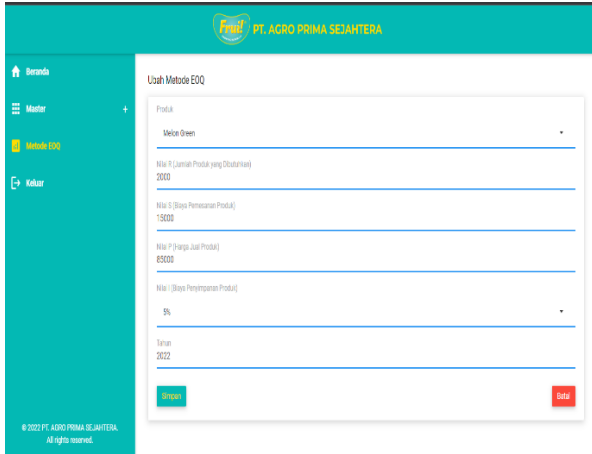 Fruit!
PT. AGRO PRIMA SEJAHTERA
Beranda
Master +
Metode EOQ
Keluar
© 2022 PT. AGRO PRIMA SEJAHTERA.
All rights reserved.
Ubah Metode EOQ
Produk
Melon Green
Nilai R (Jumlah Produk yang Dibutuhkan)
2000
Nilai S (Biaya Pemesanan Produk)
15000
Nilai P (Harga Jual Produk)
85000
Nilai I (Biaya Penyimpanan Produk)
5%
Tahun
2022
Simpan
Batal